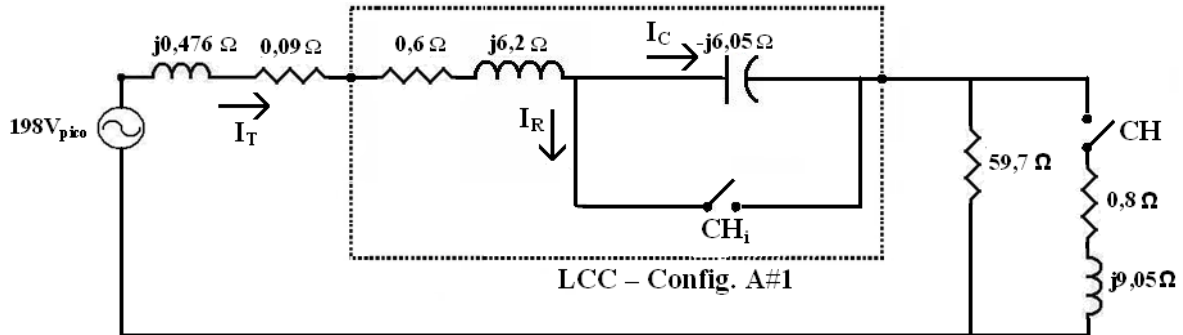 j0,476 Ω
0,09 Ω
0,6 Ω
j6,2 Ω
I_C
-j6,05 Ω
198V_pico
I_T
I_R
CH_i
59,7 Ω
CH
0,8 Ω
j9,05 Ω
LCC – Config. A#1